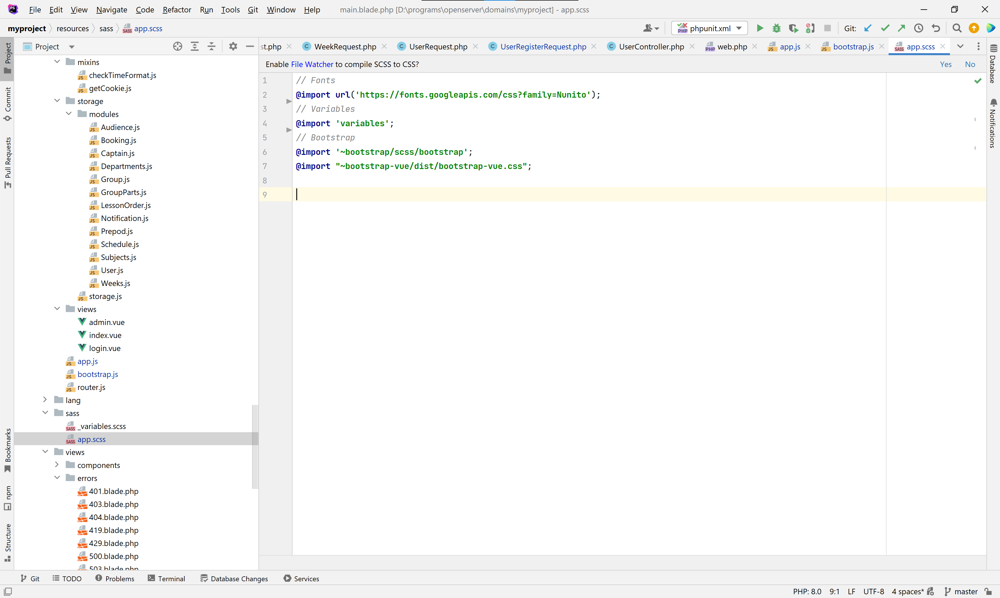 PS File Edit View Navigate Code Refactor Run Tools Git Window Help main.blade.php [D:\programs\openserver\domains\myproject] - app.scss
myproject resources sass app.scss phpunit.xml Git:
Project st.php WeekRequest.php UserRequest.php UserRegisterRequest.php UserController.php web.php app.js bootstrap.js app.scss
Enable File Watcher to compile SCSS to CSS? Yes No
Project
Commit
Pull Requests
Bookmarks
npm
Structure
mixins
checkTimeFormat.js
getCookie.js
storage
modules
Audience.js
Booking.js
Captain.js
Departments.js
Group.js
GroupParts.js
LessonOrder.js
Notification.js
Prepod.js
Schedule.js
Subjects.js
User.js
Weeks.js
storage.js
views
admin.vue
index.vue
login.vue
app.js
bootstrap.js
router.js
lang
sass
_variables.scss
app.scss
views
components
errors
401.blade.php
403.blade.php
404.blade.php
419.blade.php
429.blade.php
500.blade.php
503.blade.php
1 // Fonts
2 @import url('https://fonts.googleapis.com/css?family=Nunito');
3 // Variables
4 @import 'variables';
5 // Bootstrap
6 @import '~bootstrap/scss/bootstrap';
7 @import "~bootstrap-vue/dist/bootstrap-vue.css";
8
9
Database
Notifications
Git TODO Problems Terminal Database Changes Services
PHP: 8.0 9:1 LF UTF-8 4 spaces* master